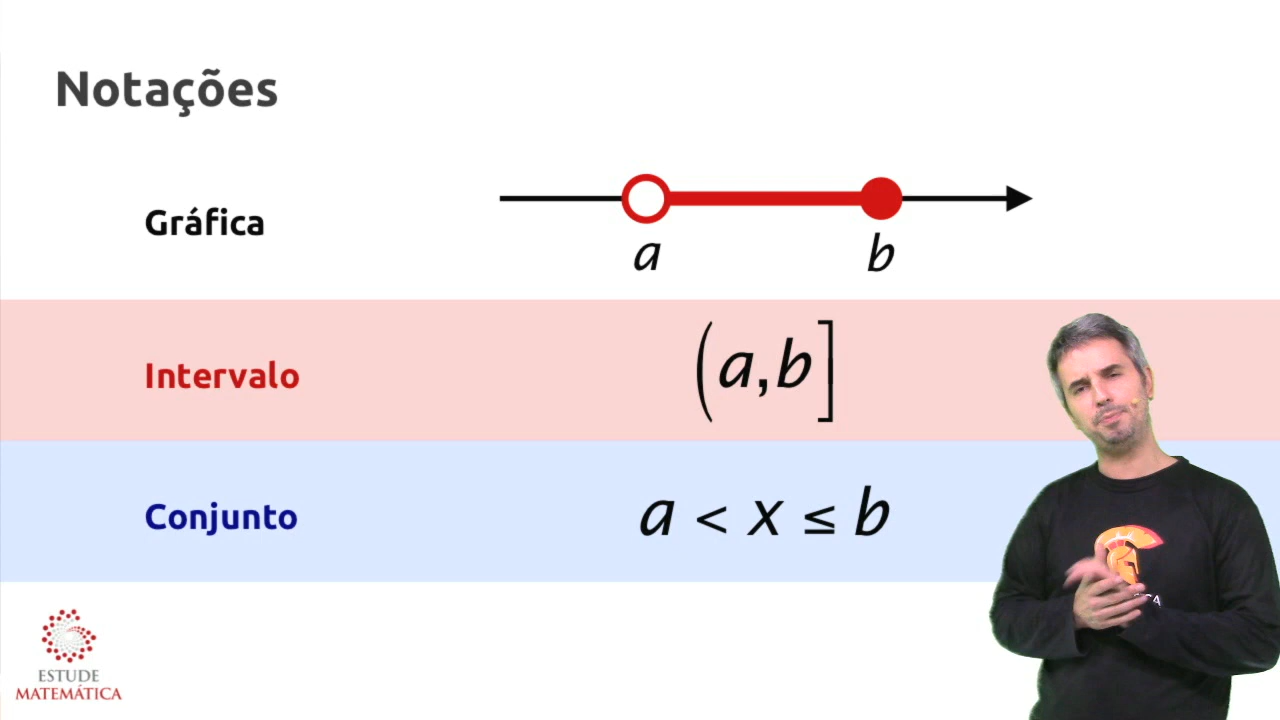 Notações
Gráfica
a b
Intervalo
(a,b]
Conjunto
a < x ≤ b
ESTUDE
MATEMÁTICA